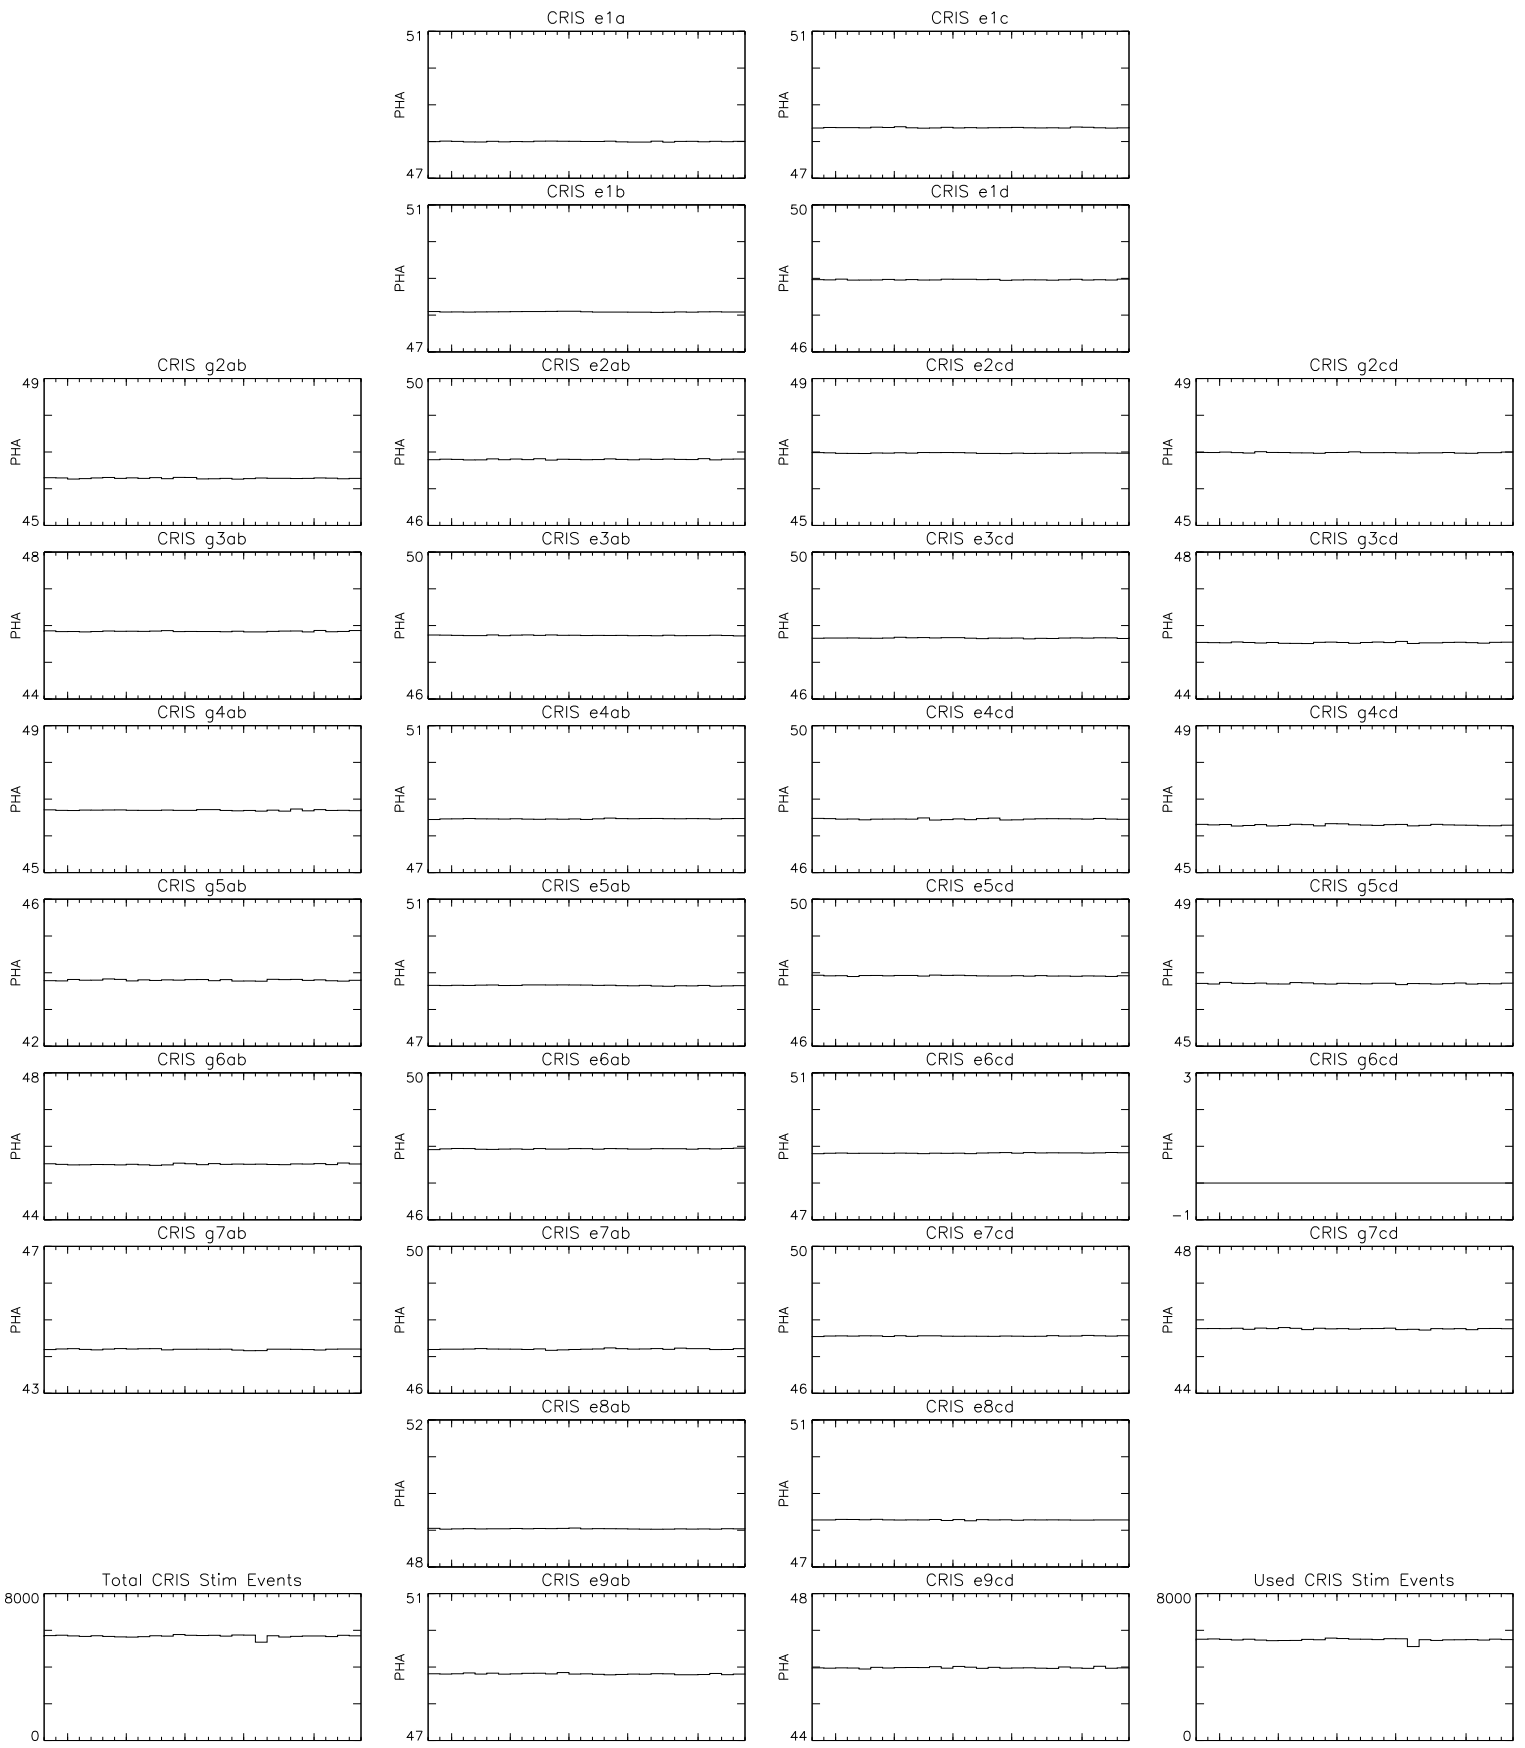 CRIS e1a
51
PHA
47
CRIS e1c
51
PHA
47
CRIS e1b
51
PHA
47
CRIS e1d
50
PHA
46
CRIS g2ab
49
PHA
45
CRIS e2ab
50
PHA
46
CRIS e2cd
49
PHA
45
CRIS g2cd
49
PHA
45
CRIS g3ab
48
PHA
44
CRIS e3ab
50
PHA
46
CRIS e3cd
50
PHA
46
CRIS g3cd
48
PHA
44
CRIS g4ab
49
PHA
45
CRIS e4ab
51
PHA
47
CRIS e4cd
50
PHA
46
CRIS g4cd
49
PHA
45
CRIS g5ab
46
PHA
42
CRIS e5ab
51
PHA
47
CRIS e5cd
50
PHA
46
CRIS g5cd
49
PHA
45
CRIS g6ab
48
PHA
44
CRIS e6ab
50
PHA
46
CRIS e6cd
51
PHA
47
CRIS g6cd
3
PHA
-1
CRIS g7ab
47
PHA
43
CRIS e7ab
50
PHA
46
CRIS e7cd
50
PHA
46
CRIS g7cd
48
PHA
44
CRIS e8ab
52
PHA
48
CRIS e8cd
51
PHA
47
Total CRIS Stim Events
8000
0
CRIS e9ab
51
PHA
47
CRIS e9cd
48
PHA
44
Used CRIS Stim Events
8000
0